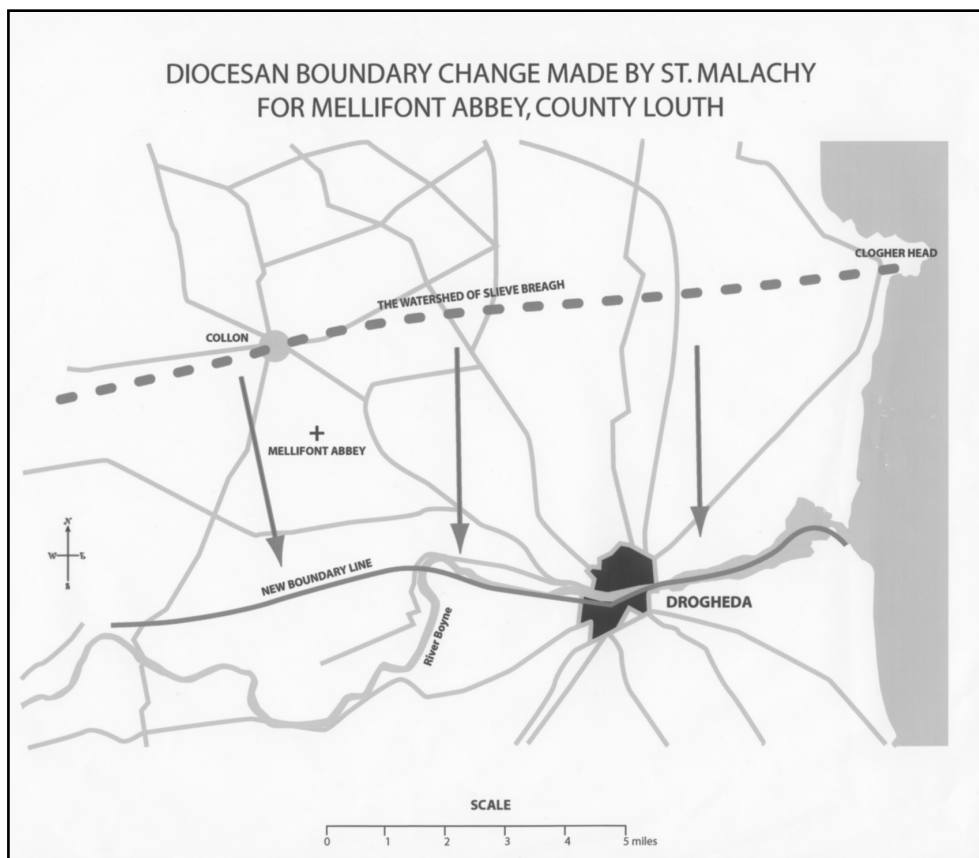 DIOCESAN BOUNDARY CHANGE MADE BY ST. MALACHY
FOR MELLIFONT ABBEY, COUNTY LOUTH
CLOGHER HEAD
THE WATERSHED OF SLIEVE BREAGH
COLLON
MELLIFONT ABBEY
N
W E
S
NEW BOUNDARY LINE
DROGHEDA
River Boyne
SCALE
0 1 2 3 4 5 miles